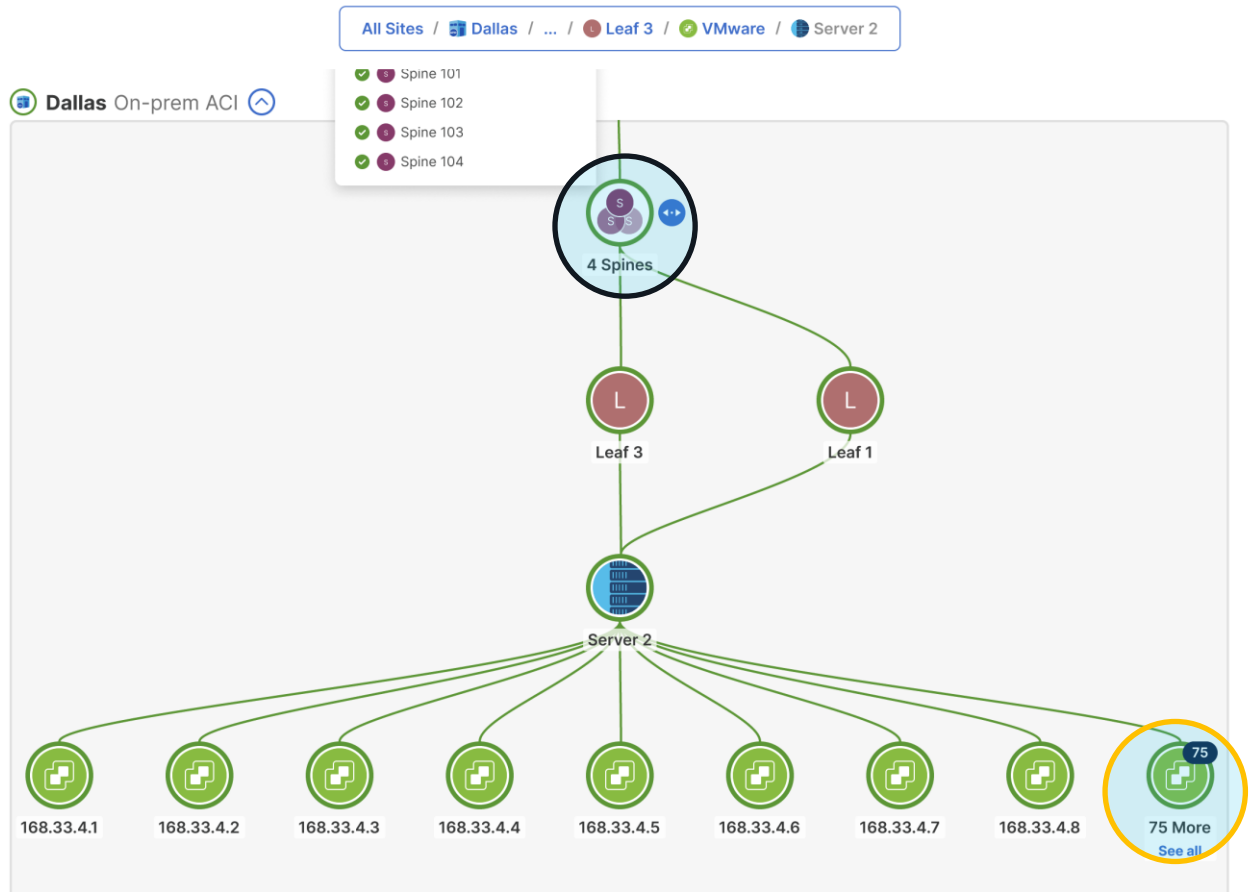 All Sites / Dallas / ... / L Leaf 3 / VMware / Server 2
S Spine 101
S Spine 102
S Spine 103
S Spine 104
Dallas On-prem ACI
S
S S
4 Spines
L L
Leaf 3 Leaf 1
Server 2
75
168.33.4.1 168.33.4.2 168.33.4.3 168.33.4.4 168.33.4.5 168.33.4.6 168.33.4.7 168.33.4.8 75 More
See all